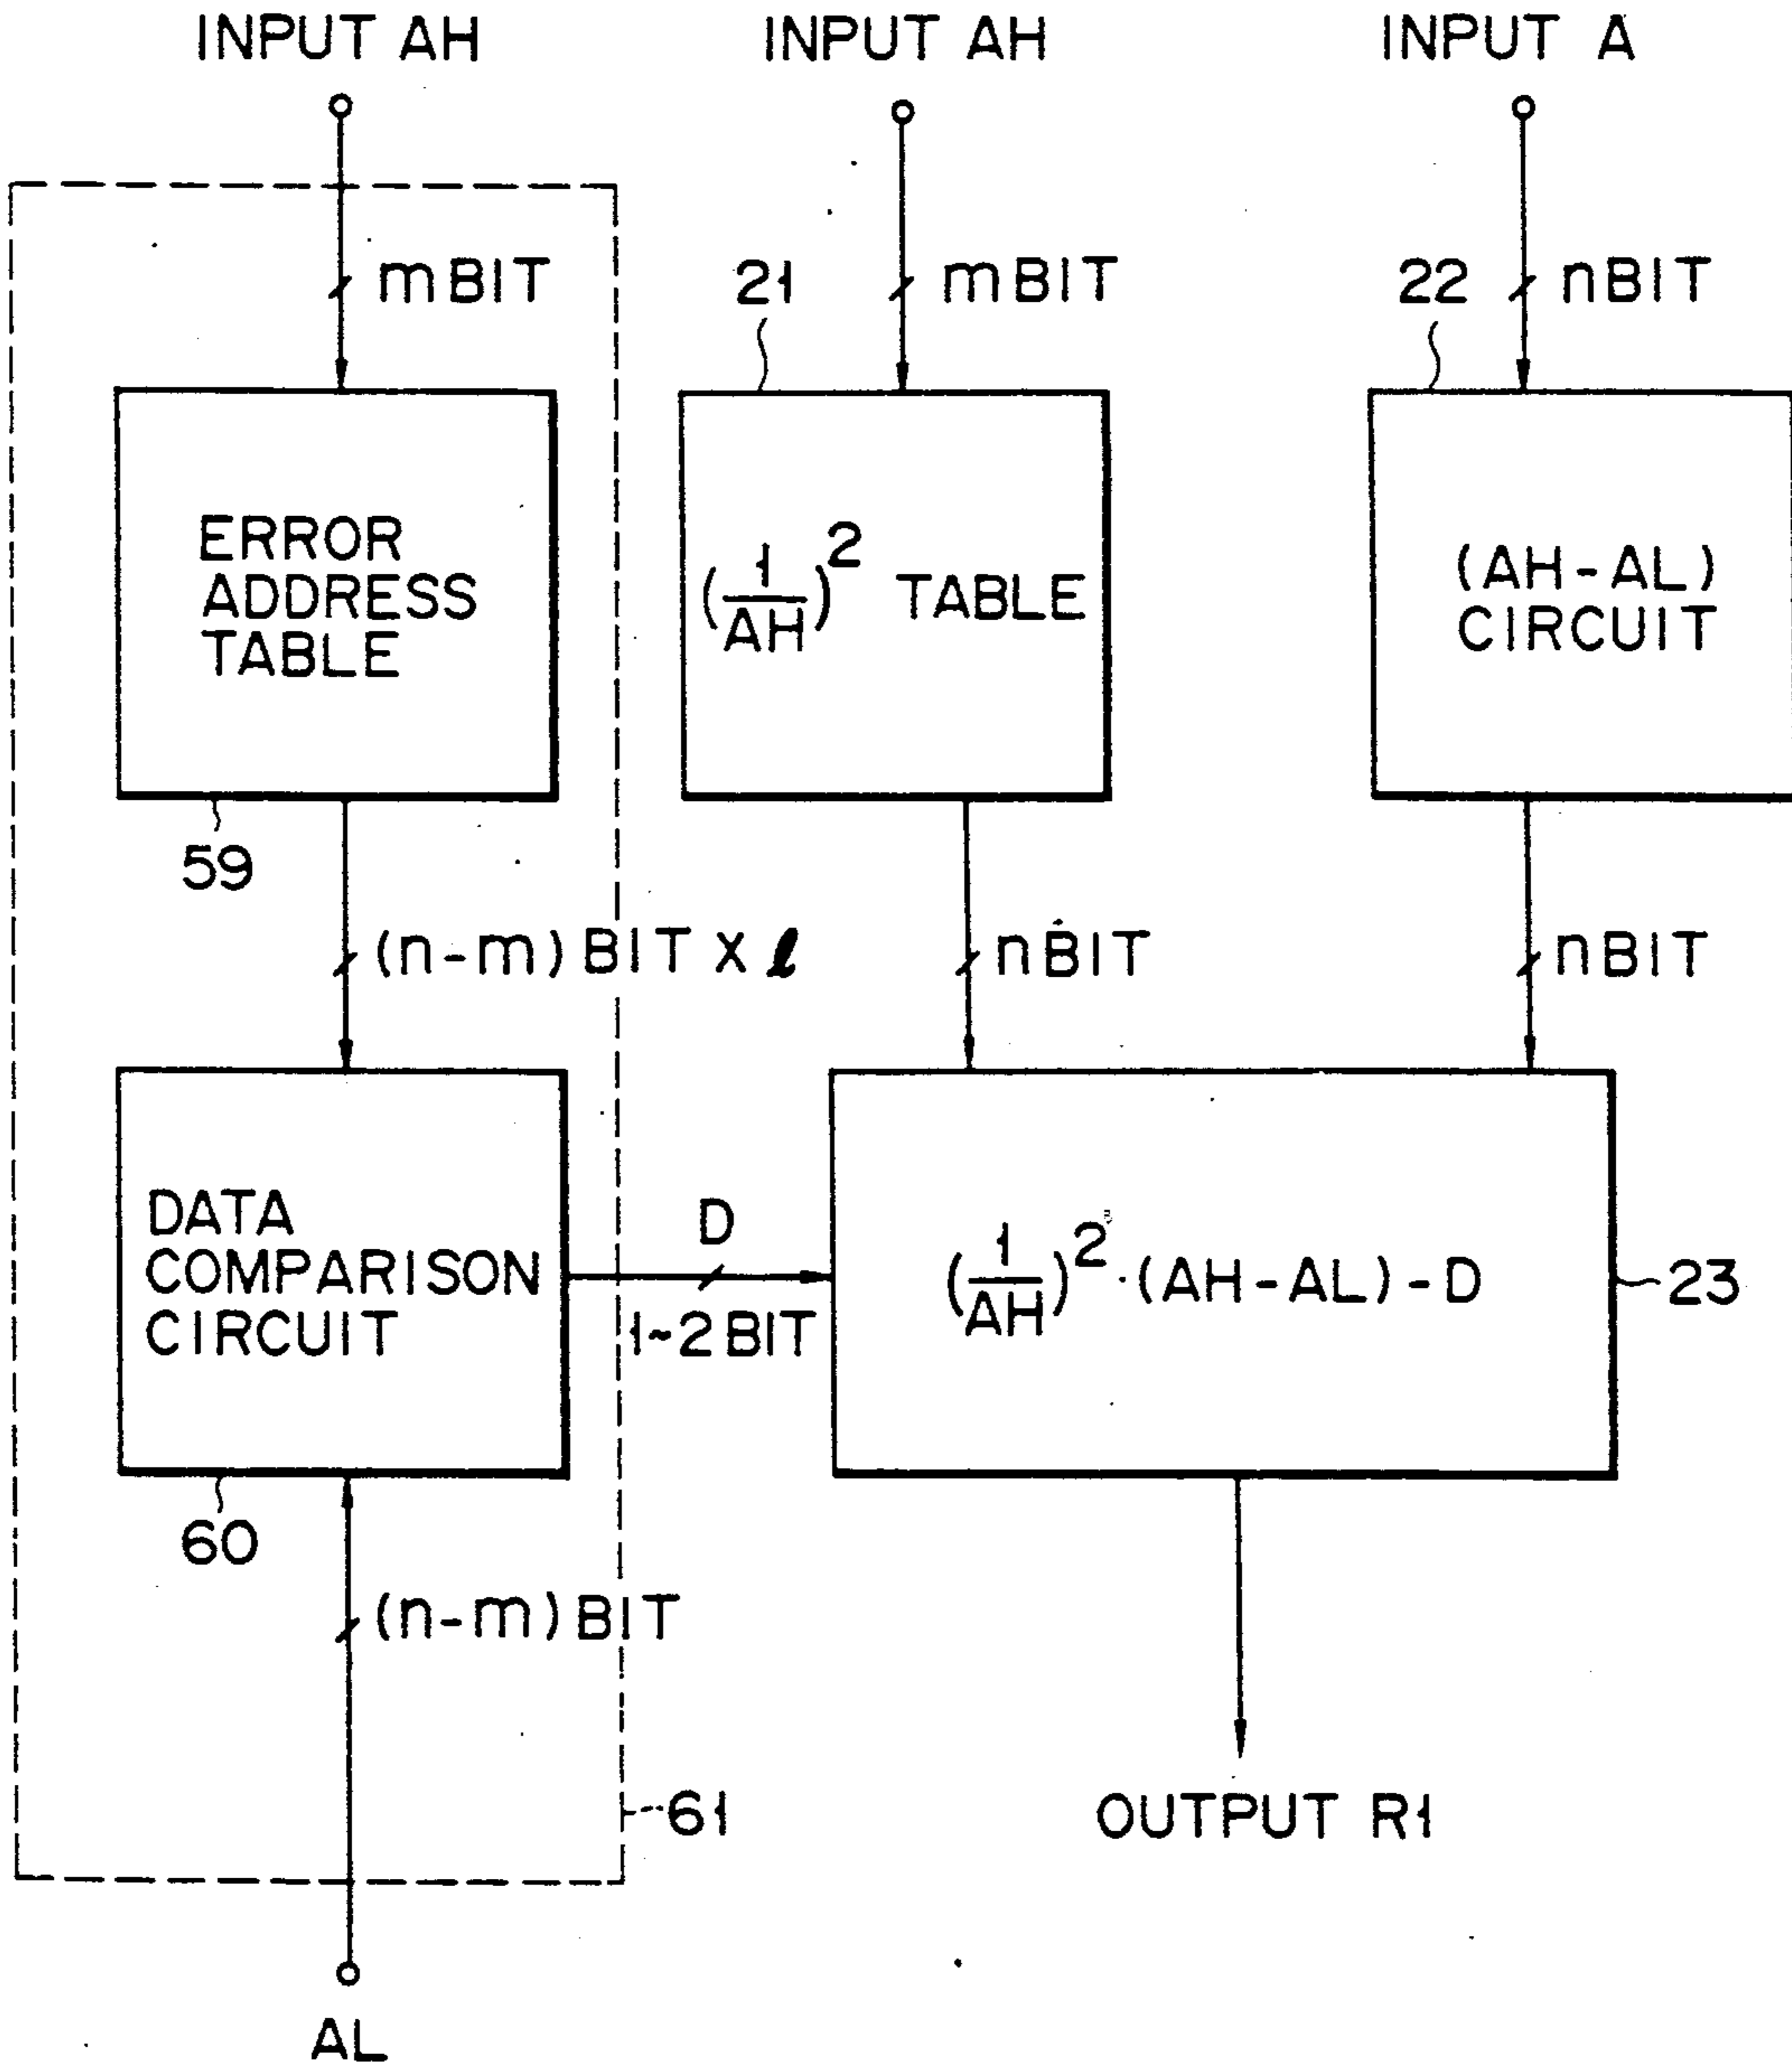 INPUT AH
INPUT AH
INPUT A
mBIT
21
mBIT
22
nBIT
ERROR
ADDRESS
TABLE
(1/AH)² TABLE
(AH-AL)
CIRCUIT
59
(n-m) BIT X ℓ
nBIT
nBIT
DATA
COMPARISON
CIRCUIT
D
1~2 BIT
(1/AH)²·(AH-AL)-D
23
60
(n-m) BIT
61
OUTPUT R1
AL